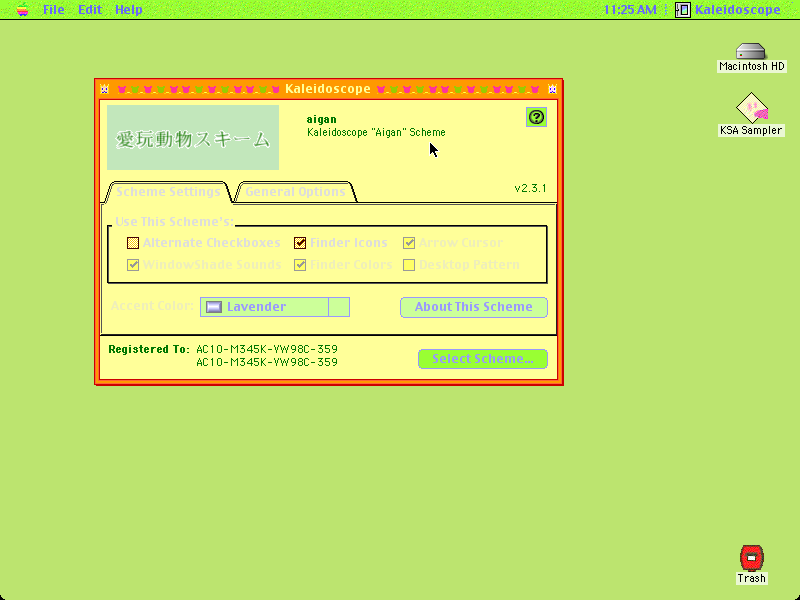 File Edit Help 11:25 AM Kaleidoscope
Macintosh HD
KSA Sampler
Kaleidoscope
愛玩動物スキーム
aigan
Kaleidoscope "Aigan" Scheme
?
Scheme Settings General Options v2.3.1
Use This Scheme's:
Alternate Checkboxes Finder Icons Arrow Cursor
WindowShade Sounds Finder Colors Desktop Pattern
Accent Color: Lavender About This Scheme
Registered To: AC10-M345K-VW98C-359
AC10-M345K-VW98C-359
Select Scheme...
Trash